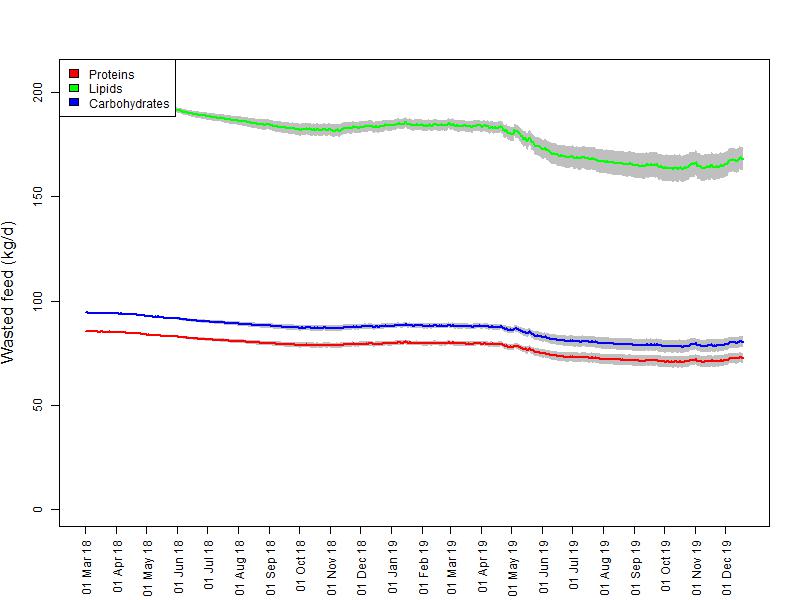 Proteins
Lipids
Carbohydrates
Wasted feed (kg/d)
200
150
100
50
0
01 Mar 18
01 Apr 18
01 May 18
01 Jun 18
01 Jul 18
01 Aug 18
01 Sep 18
01 Oct 18
01 Nov 18
01 Dec 18
01 Jan 19
01 Feb 19
01 Mar 19
01 Apr 19
01 May 19
01 Jun 19
01 Jul 19
01 Aug 19
01 Sep 19
01 Oct 19
01 Nov 19
01 Dec 19